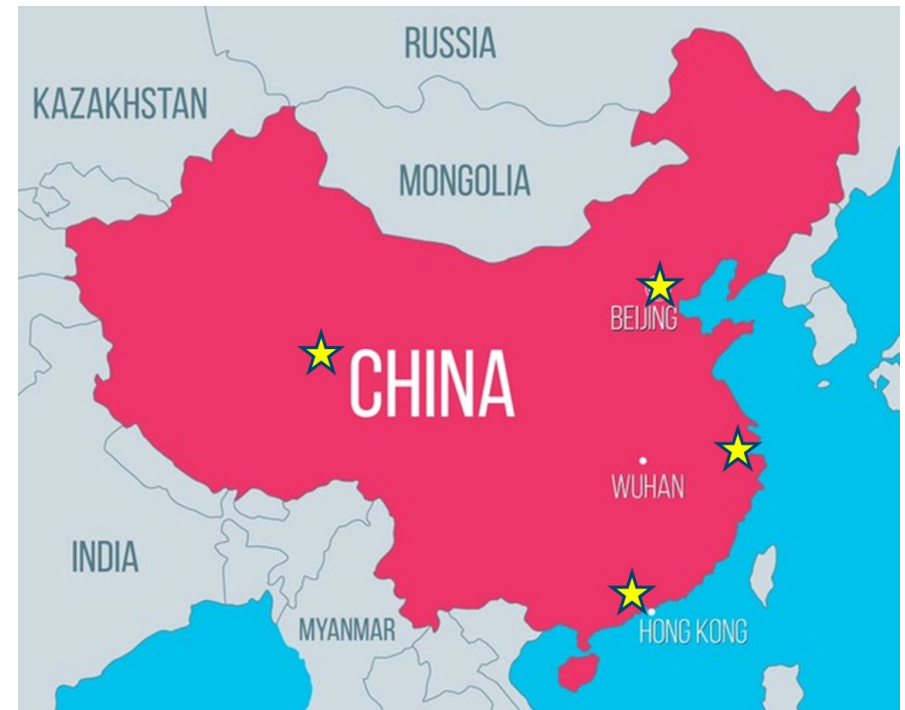 RUSSIA
KAZAKHSTAN
MONGOLIA
BEIJING
CHINA
WUHAN
INDIA
MYANMAR
HONG KONG